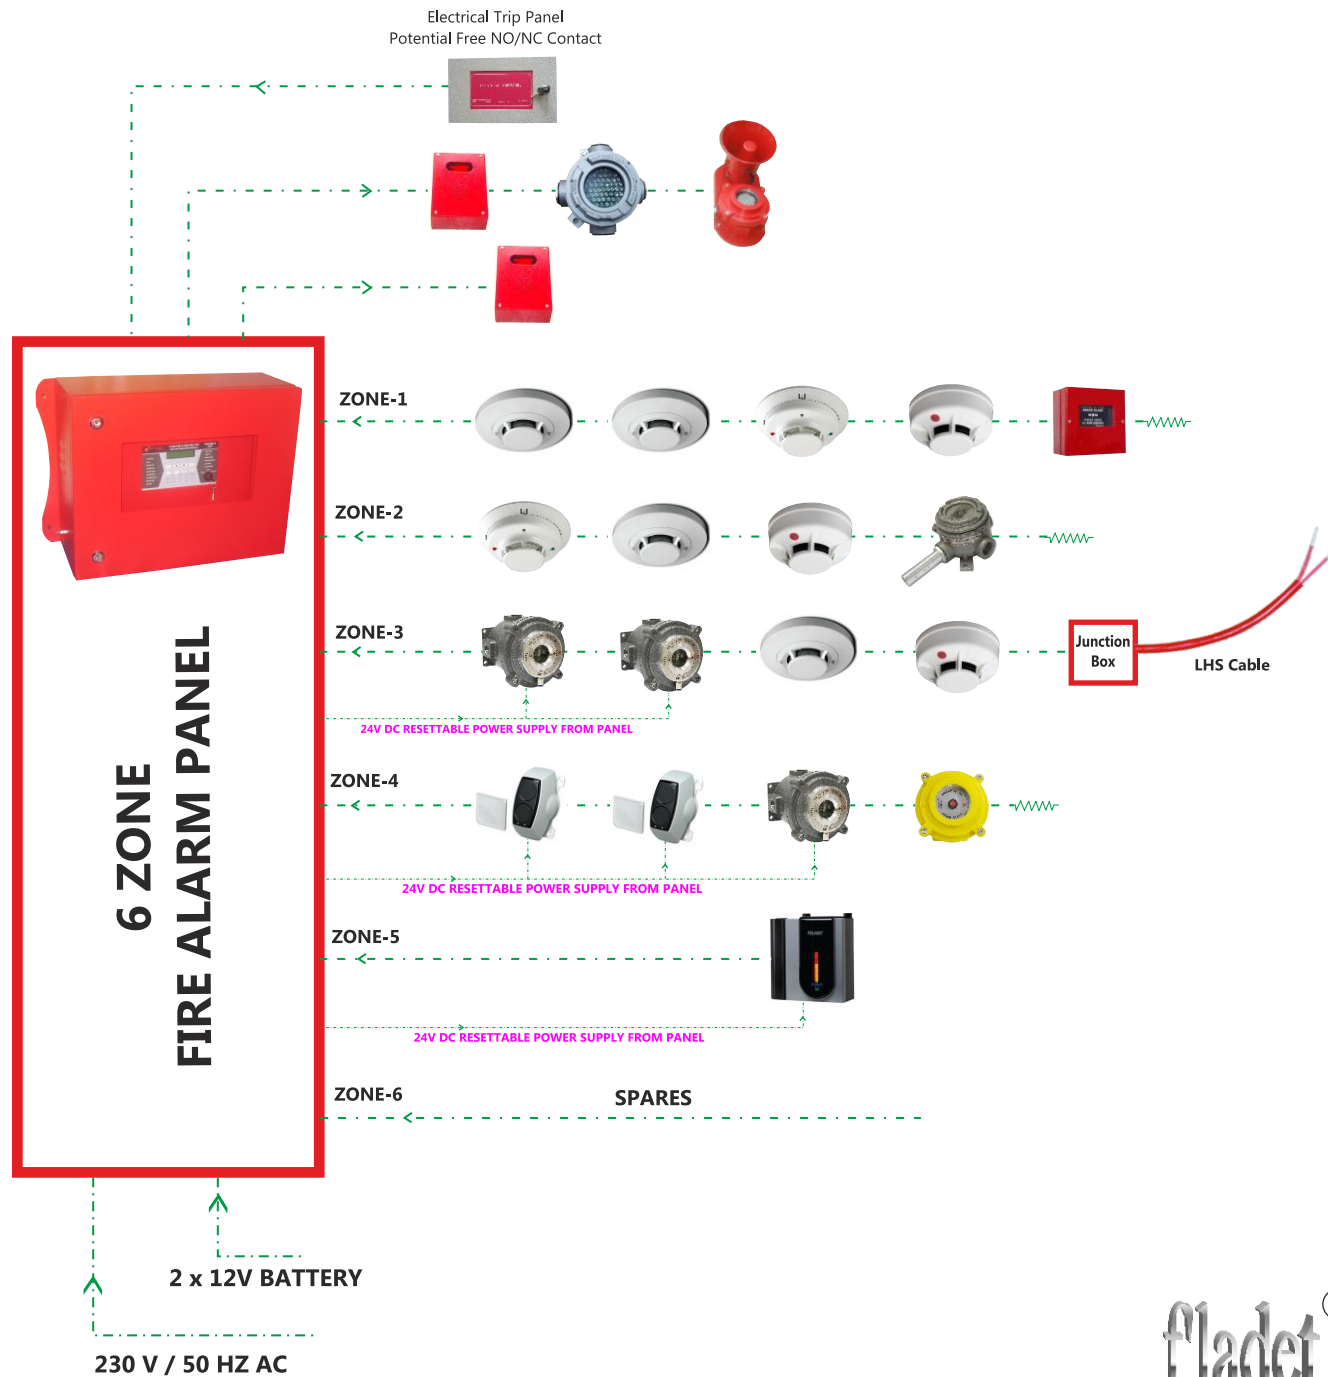 Electrical Trip Panel
Potential Free NO/NC Contact
ZONE-1
ZONE-2
ZONE-3
Junction
Box
LHS Cable
24V DC RESETTABLE POWER SUPPLY FROM PANEL
6 ZONE
FIRE ALARM PANEL
ZONE-4
24V DC RESETTABLE POWER SUPPLY FROM PANEL
ZONE-5
24V DC RESETTABLE POWER SUPPLY FROM PANEL
ZONE-6
SPARES
2 x 12V BATTERY
230 V / 50 HZ AC
fladet